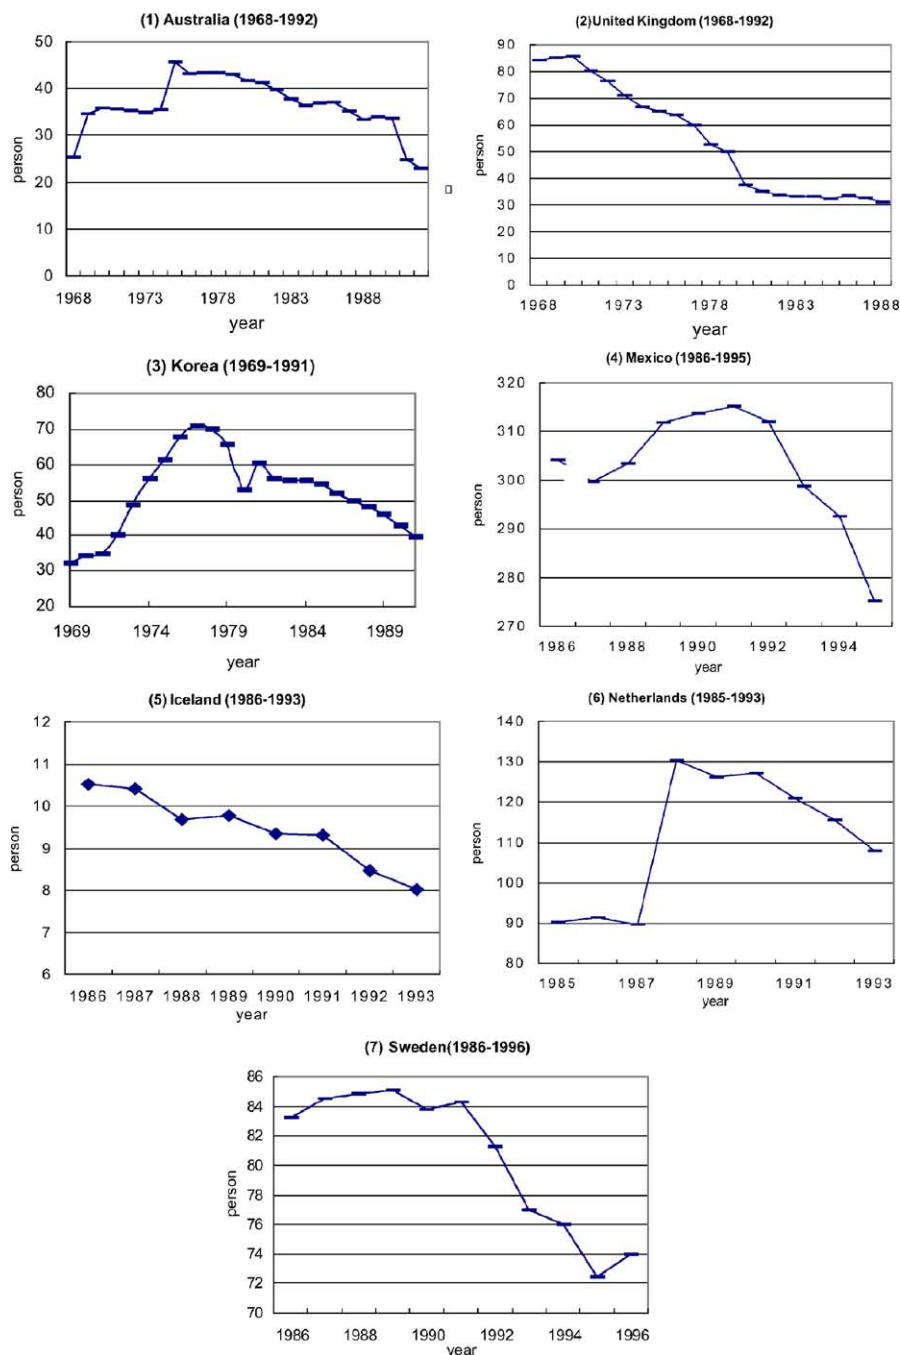 (1) Australia (1968-1992)
50
40
30
20
10
0
person
1968 1973 1978 1983 1988
year
(2)United Kingdom (1968-1992)
90
80
70
60
50
40
30
20
10
0
person
1968 1973 1978 1983 1988
year
(3) Korea (1969-1991)
80
70
60
50
40
30
20
person
1969 1974 1979 1984 1989
year
(4) Mexico (1986-1995)
320
310
300
290
280
270
person
1986 1988 1990 1992 1994
year
(5) Iceland (1986-1993)
12
11
10
9
8
7
6
person
1986 1987 1988 1989 1990 1991 1992 1993
year
(6) Netherlands (1985-1993)
140
130
120
110
100
90
80
person
1985 1987 1989 1991 1993
year
(7) Sweden(1986-1996)
86
84
82
80
78
76
74
72
70
person
1986 1988 1990 1992 1994 1996
year